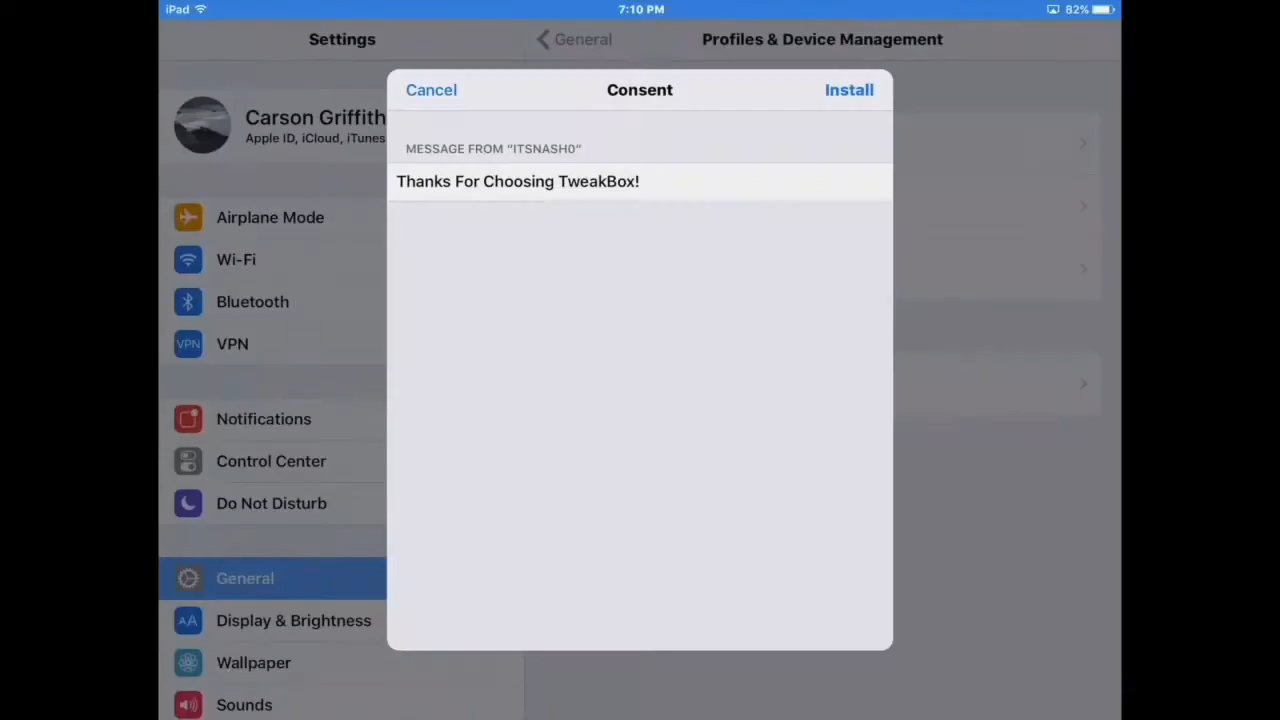 iPad
7:10 PM
82%
Settings
General
Profiles & Device Management
Cancel
Consent
Install
Carson Griffith
Apple ID, iCloud, iTunes
MESSAGE FROM “ITSNASH0”
Thanks For Choosing TweakBox!
Airplane Mode
Wi-Fi
Bluetooth
VPN
VPN
Notifications
Control Center
Do Not Disturb
General
AA
Display & Brightness
Wallpaper
Sounds